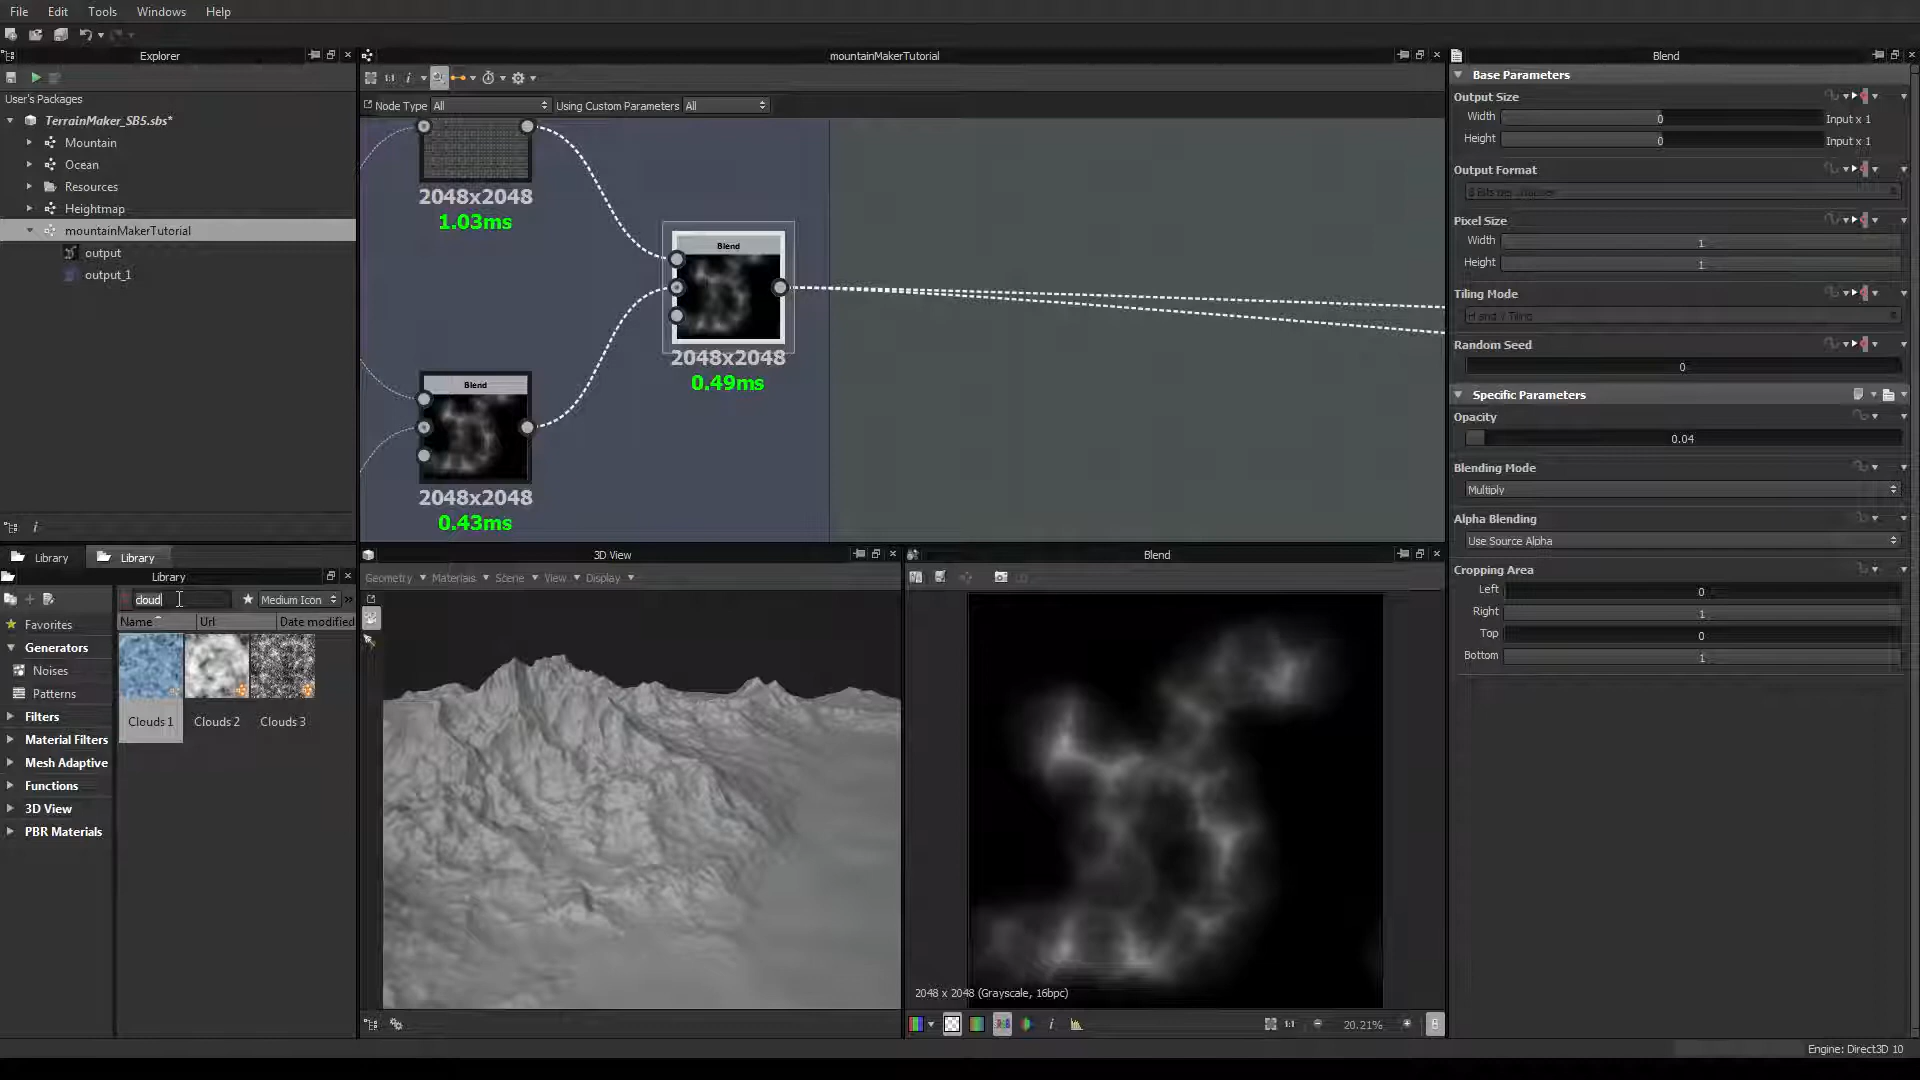 File Edit Tools Windows Help
Explorer
mountainMakerTutorial
Blend
User's Packages
TerrainMaker_SB5.sbs*
Mountain
Ocean
Resources
Heightmap
mountainMakerTutorial
output
output_1
1:1
Node Type All Using Custom Parameters All
2048x2048
1.03ms
Blend
2048x2048
0.49ms
Blend
2048x2048
0.43ms
Base Parameters
Output Size
Width 0 Input x 1
Height 0 Input x 1
Output Format
Pixel Size
Width 1
Height 1
Tiling Mode
H and V Tiling
Random Seed
0
Specific Parameters
Opacity
0.04
Blending Mode
Multiply
Alpha Blending
Use Source Alpha
Cropping Area
Left 0
Right 1
Top 0
Bottom 1
Library Library
Library
cloud Medium Icon
Name Url Date modified
Favorites
Generators
Noises
Patterns
Filters
Material Filters
Mesh Adaptive
Functions
3D View
PBR Materials
Clouds 1 Clouds 2 Clouds 3
3D View
Geometry Materials Scene View Display
Blend
2048 x 2048 (Grayscale, 16bpc)
1:1 20.21%
Engine: Direct3D 10